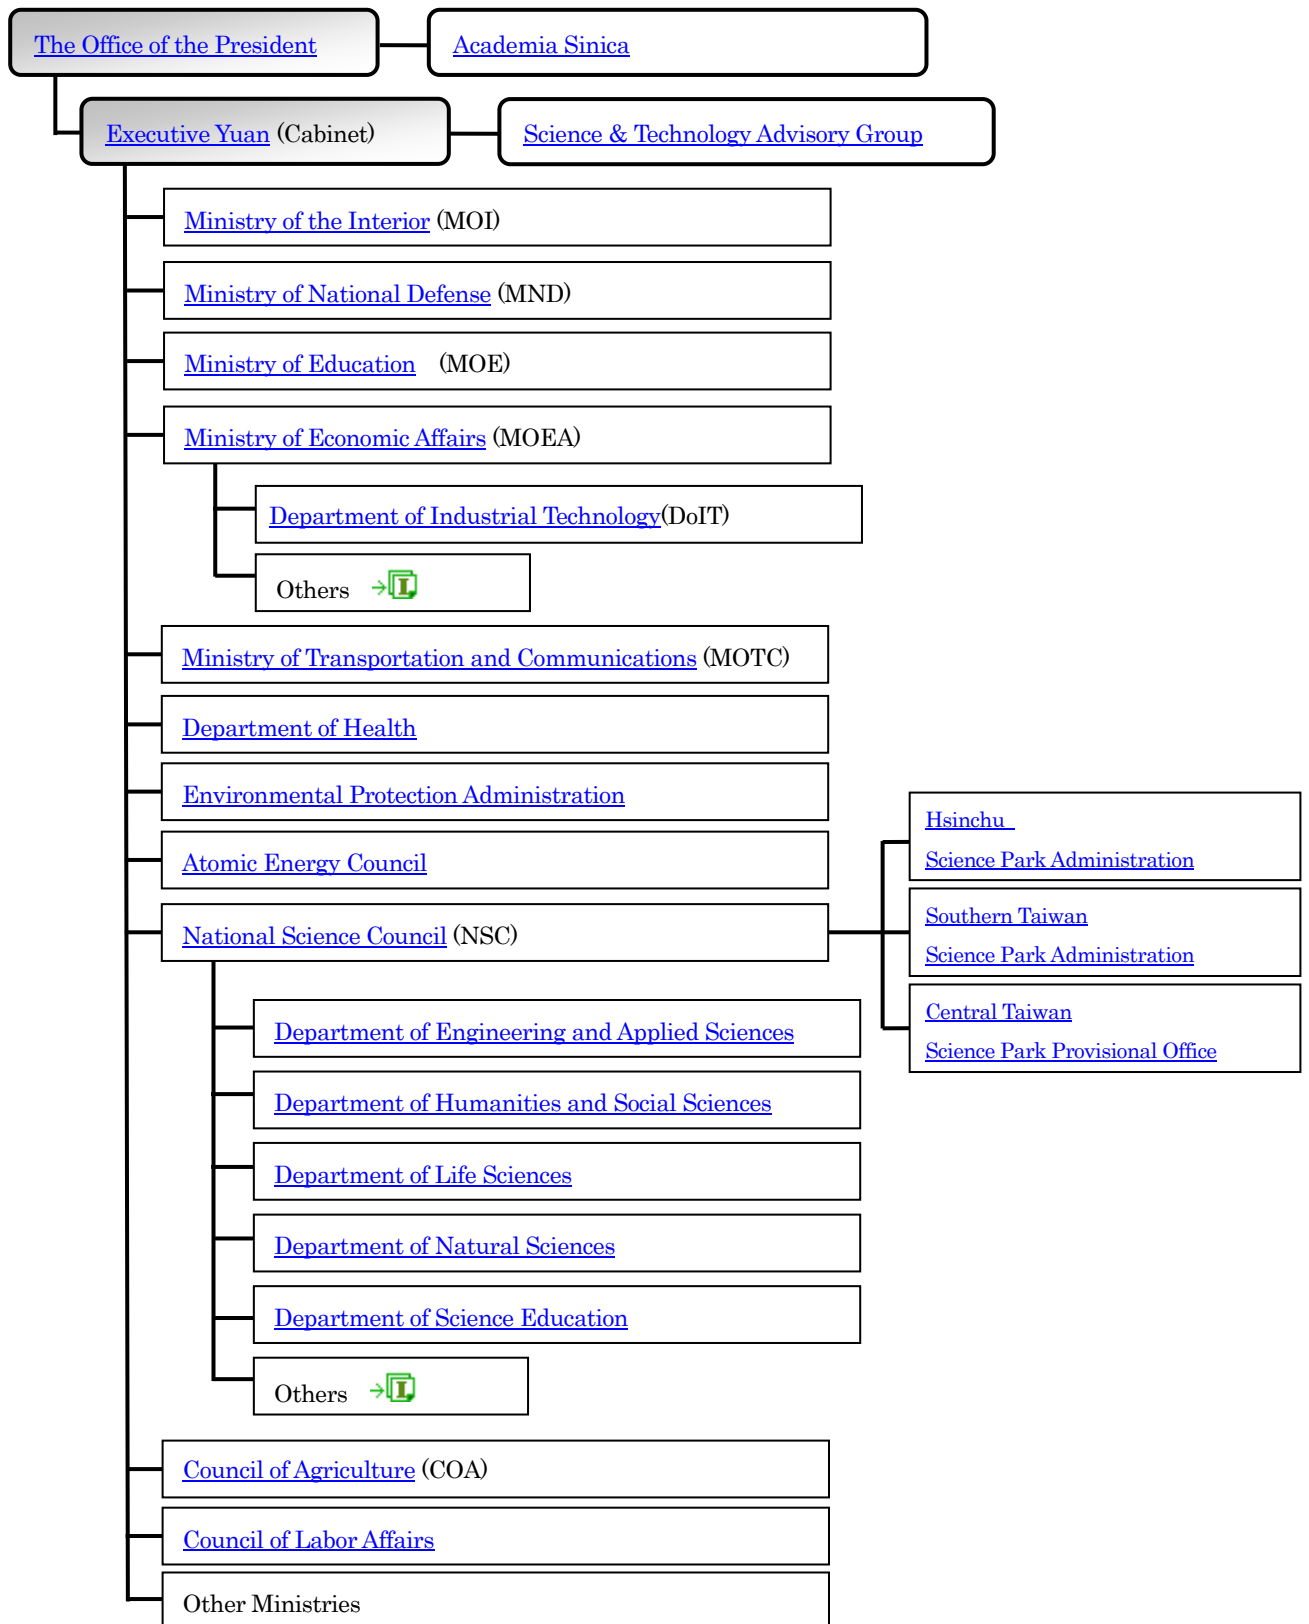 The Office of the President
Academia Sinica
Executive Yuan (Cabinet)
Science & Technology Advisory Group
Ministry of the Interior (MOI)
Ministry of National Defense (MND)
Ministry of Education (MOE)
Ministry of Economic Affairs (MOEA)
Department of Industrial Technology(DoIT)
Others →I
Ministry of Transportation and Communications (MOTC)
Department of Health
Environmental Protection Administration
Atomic Energy Council
National Science Council (NSC)
Hsinchu
Science Park Administration
Southern Taiwan
Science Park Administration
Central Taiwan
Science Park Provisional Office
Department of Engineering and Applied Sciences
Department of Humanities and Social Sciences
Department of Life Sciences
Department of Natural Sciences
Department of Science Education
Others →I
Council of Agriculture (COA)
Council of Labor Affairs
Other Ministries